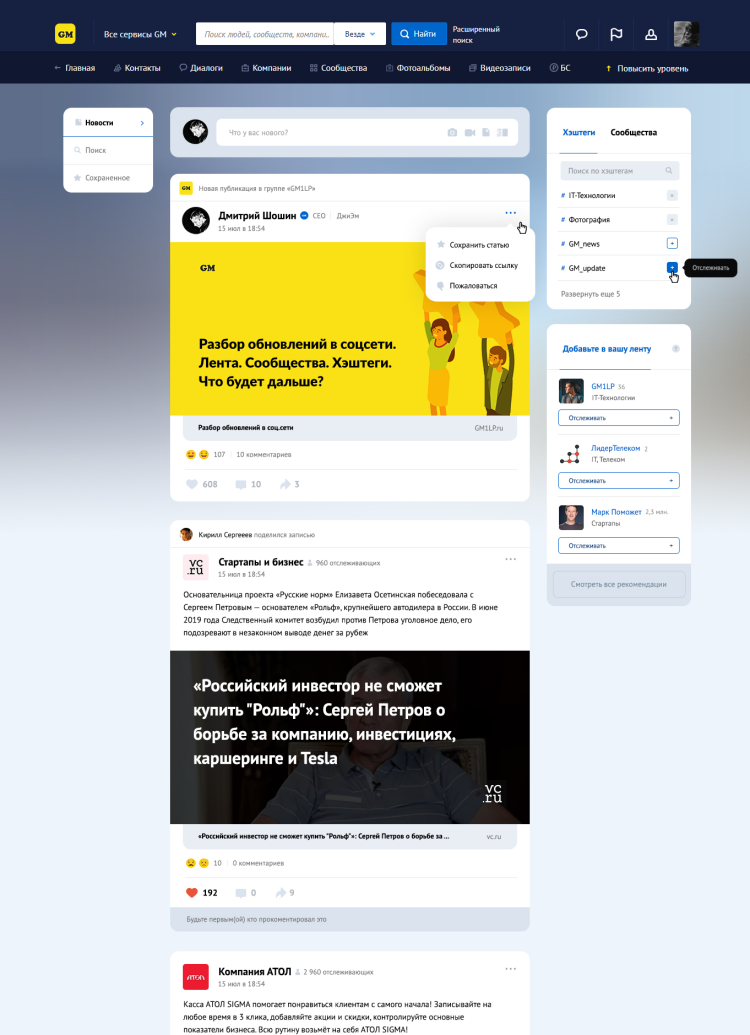 GM
Все сервисы GM
Поиск людей, сообществ, компани..
Везде
Найти
Расширенный
поиск
Главная
Контакты
Диалоги
Компании
Сообщества
Фотоальбомы
Видеозаписи
БС
Повысить уровень
Новости
Поиск
Сохраненное
Что у вас нового?
GM
Новая публикация в группе «GM1LP»
Дмитрий Шошин
CEO
ДжиЭм
15 июл в 18:54
Сохранить статью
Скопировать ссылку
Пожаловаться
GM
Разбор обновлений в соцсети.
Лента. Сообщества. Хэштеги.
Что будет дальше?
Разбор обновлений в соц.сети
GM1LP.ru
107
10 комментариев
608
10
3
Кирилл Сергееев поделился записью
vc
.ru
Стартапы и бизнес
960 отслеживающих
15 июл в 18:54
Основательница проекта «Русские норм» Елизавета Осетинская побеседовала с
Сергеем Петровым — основателем «Рольф», крупнейшего автодилера в России. В июне
2019 года Следственный комитет возбудил против Петрова уголовное дело, его
подозревают в незаконном выводе денег за рубеж
«Российский инвестор не сможет
купить "Рольф"»: Сергей Петров о
борьбе за компанию, инвестициях,
каршеринге и Tesla
vc
.ru
«Российский инвестор не сможет купить "Рольф"»: Сергей Петров о борьбе за ...
vc.ru
10
0 комментариев
192
0
9
Будьте первым(ой) кто прокоментировал это
АТОЛ
Компания АТОЛ
2 960 отслеживающих
15 июл в 18:54
Касса АТОЛ SIGMA помогает понравиться клиентам с самого начала! Записывайте на
любое время в 3 клика, добавляйте акции и скидки, контролируйте основные
показатели бизнеса. Всю рутину возьмёт на себя АТОЛ SIGMA!
Хэштеги
Сообщества
Поиск по хэштегам
# IT-Технологии
# Фотография
# GM_news
# GM_update
Отслеживать
Развернуть еще 5
Добавьте в вашу ленту
GM1LP 36
IT-Технологии
Отслеживать +
ЛидерТелеком 2
IT, Телеком
Отслеживать +
Марк Поможет 2,3 млн.
Стартапы
Отслеживать +
Смотреть все рекомендации